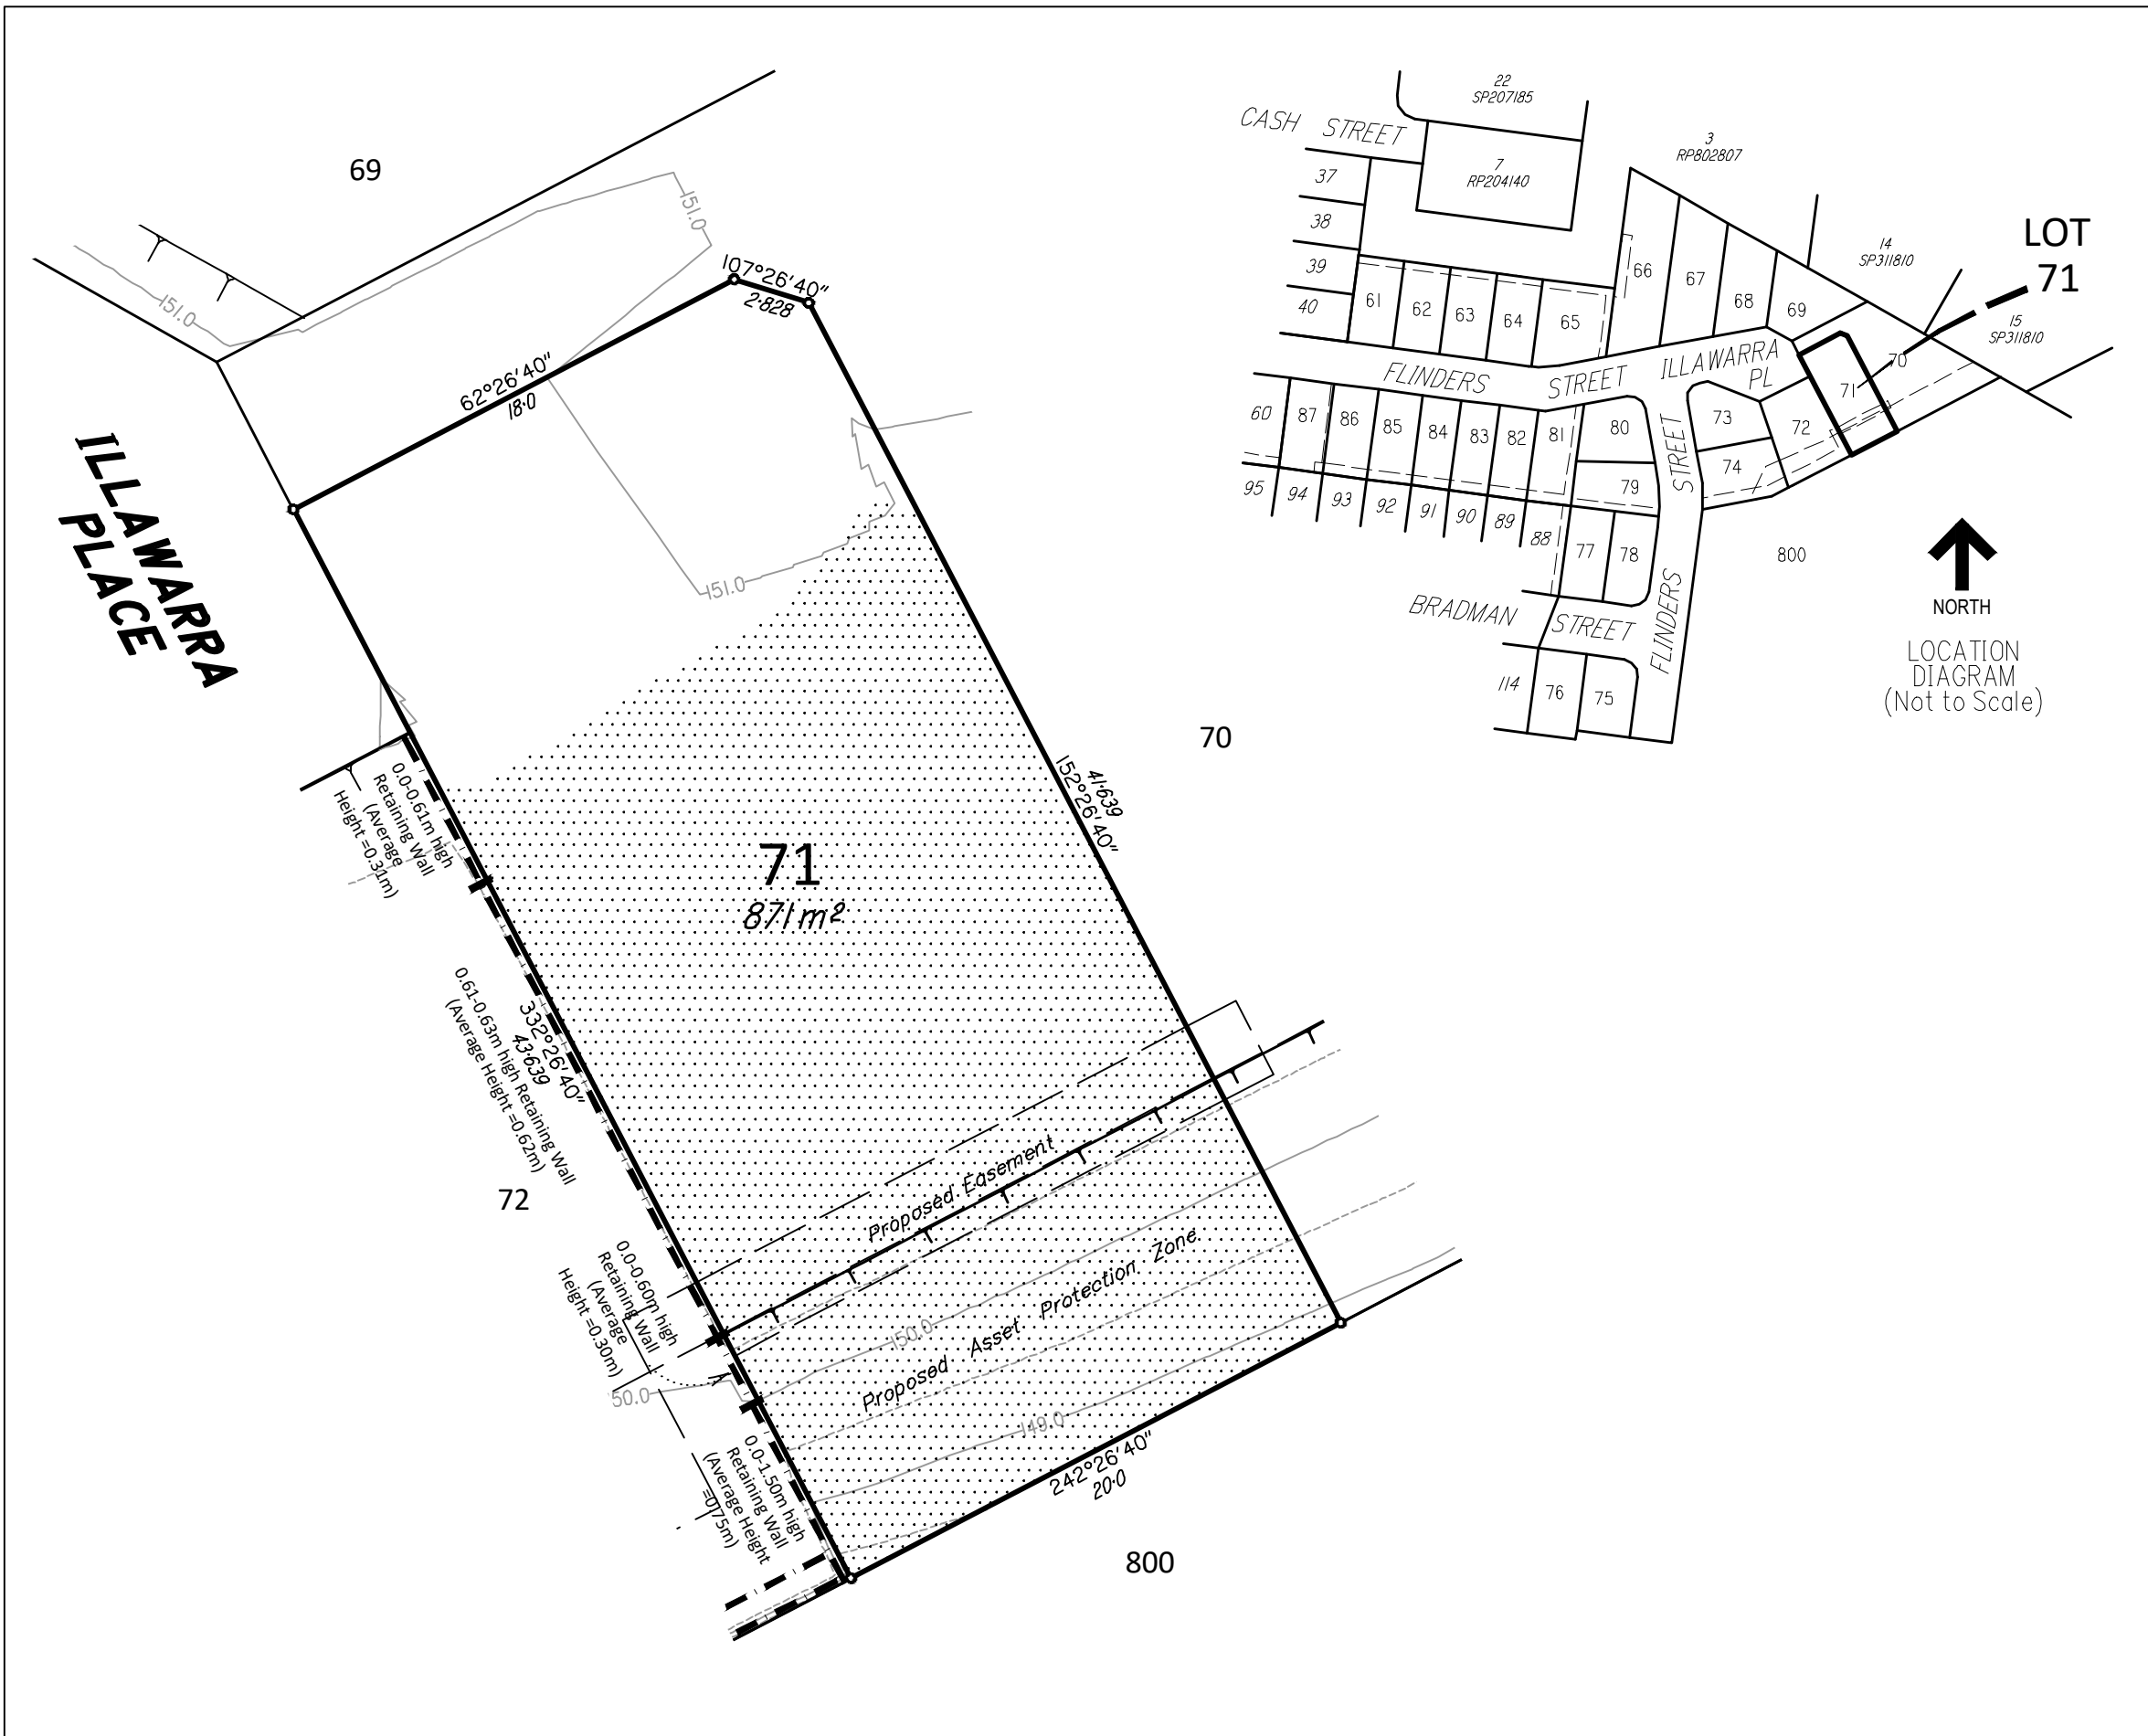 69
151.0
151.0
107°26'40"
2·828
62°26'40"
18·0
ILLAWARRA
PLACE
151.0
70
152°26'40"
41·639
71
871m²
0.0-0.61m high
Retaining Wall
(Average
Height =0.31m)
0.61-0.63m high Retaining Wall
(Average Height =0.62m)
332°26'40"
43·639
72
0.0-0.60m high
Retaining Wall
(Average
Height =0.30m)
Proposed Easement
Proposed Asset Protection Zone
150.0
50.0
A
149.0
0.0-1.50m high
Retaining Wall
(Average Height
=0.75m)
242°26'40"
20·0
800
22
SP207185
CASH STREET
7
RP204140
3
RP802807
37
38
39
40
61
62
63
64
65
66
67
68
69
14
SP311810
15
SP311810
LOT
71
70
71
FLINDERS STREET
ILLAWARRA
PL
60
87
86
85
84
83
82
81
80
79
73
72
74
95
94
93
92
91
90
89
88
77
78
STREET
FLINDERS
800
BRADMAN STREET
114
76
75
NORTH
LOCATION
DIAGRAM
(Not to Scale)